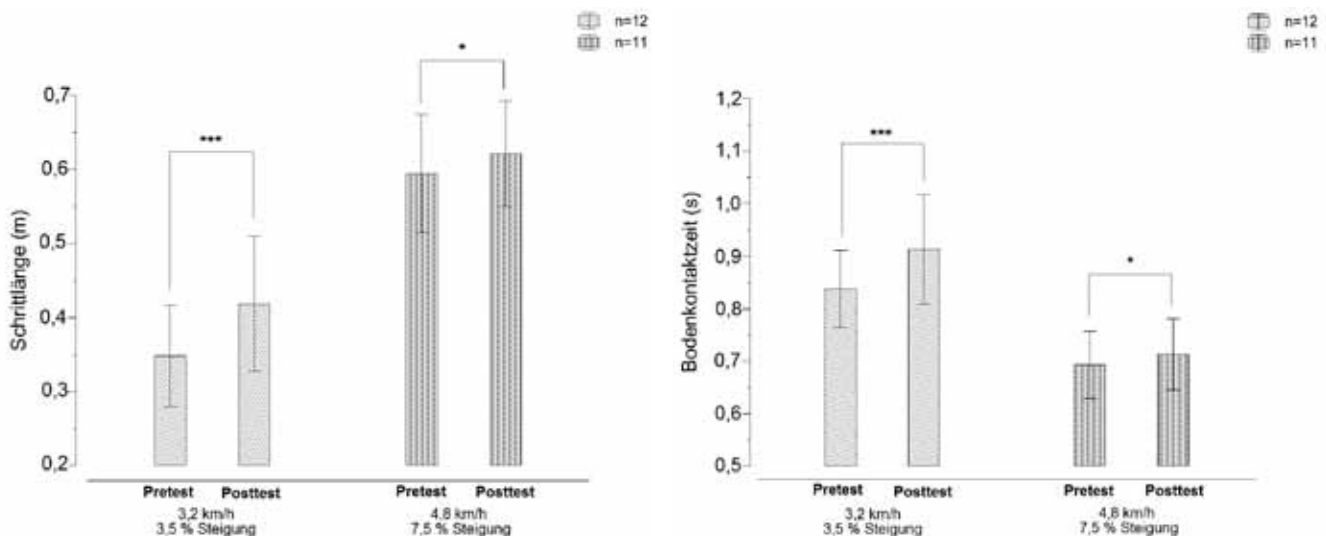 n=12
n=11
Schrittlänge (m)
0,7
0,6
0,5
0,4
0,3
0,2
***
*
Pretest Posttest Pretest Posttest
3,2 km/h 4,8 km/h
3,5 % Steigung 7,5 % Steigung
n=12
n=11
Bodenkontaktzeit (s)
1,2
1,1
1,0
0,9
0,8
0,7
0,6
0,5
***
*
Pretest Posttest Pretest Posttest
3,2 km/h 4,8 km/h
3,5 % Steigung 7,5 % Steigung